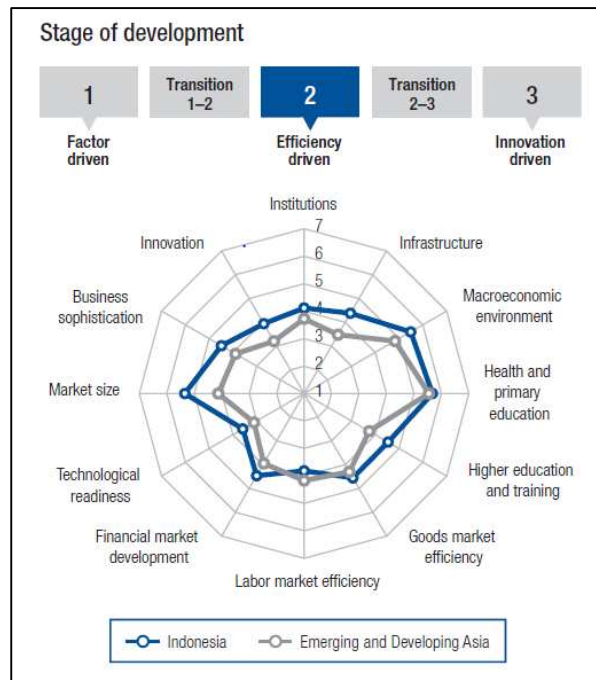 Stage of development
1
Transition
1–2
2
Transition
2–3
3
Factor
driven
Efficiency
driven
Innovation
driven
Institutions
7
6
5
4
3
2
1
Infrastructure
Macroeconomic
environment
Health and
primary
education
Higher education
and training
Goods market
efficiency
Labor market efficiency
Financial market
development
Technological
readiness
Market size
Business
sophistication
Innovation
Indonesia
Emerging and Developing Asia